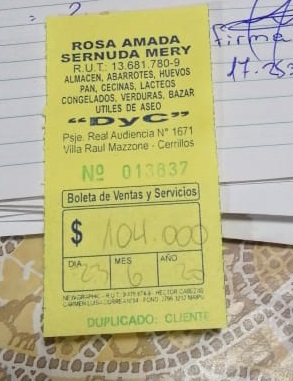 ROSA AMADA
SERNUDA MERY
R.U.T: 13.681.780-9
ALMACEN, ABARROTES, HUEVOS
PAN, CECINAS, LACTEOS
CONGELADOS, VERDURAS, BAZAR
UTILES DE ASEO
"DyC"
Psje. Real Audiencia N° 1671
Villa Raul Mazzone - Cerrillos
Nº 013837
Boleta de Ventas y Servicios
$ 104.000
DIA MES AÑO
23 6
DUPLICADO: CLIENTE
firma